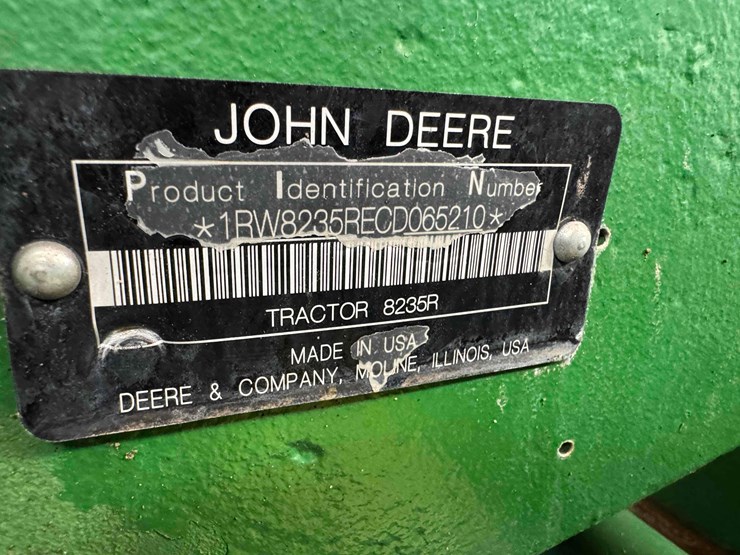 JOHN DEERE
Product Identification Number
*1RW8235RECD065210*
TRACTOR 8235R
MADE IN USA
DEERE & COMPANY, MOLINE, ILLINOIS, USA